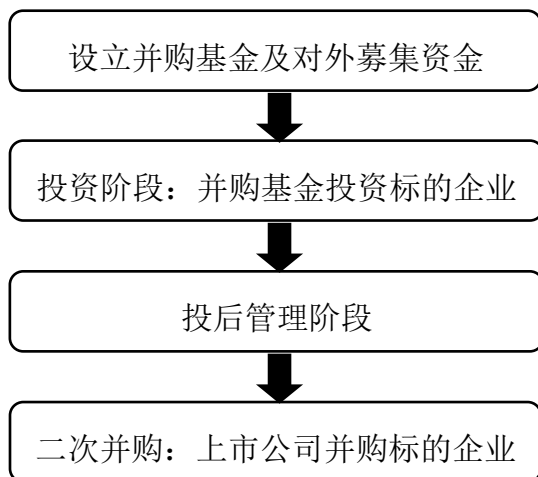 设立并购基金及对外募集资金
投资阶段：并购基金投资标的企业
投后管理阶段
二次并购：上市公司并购标的企业